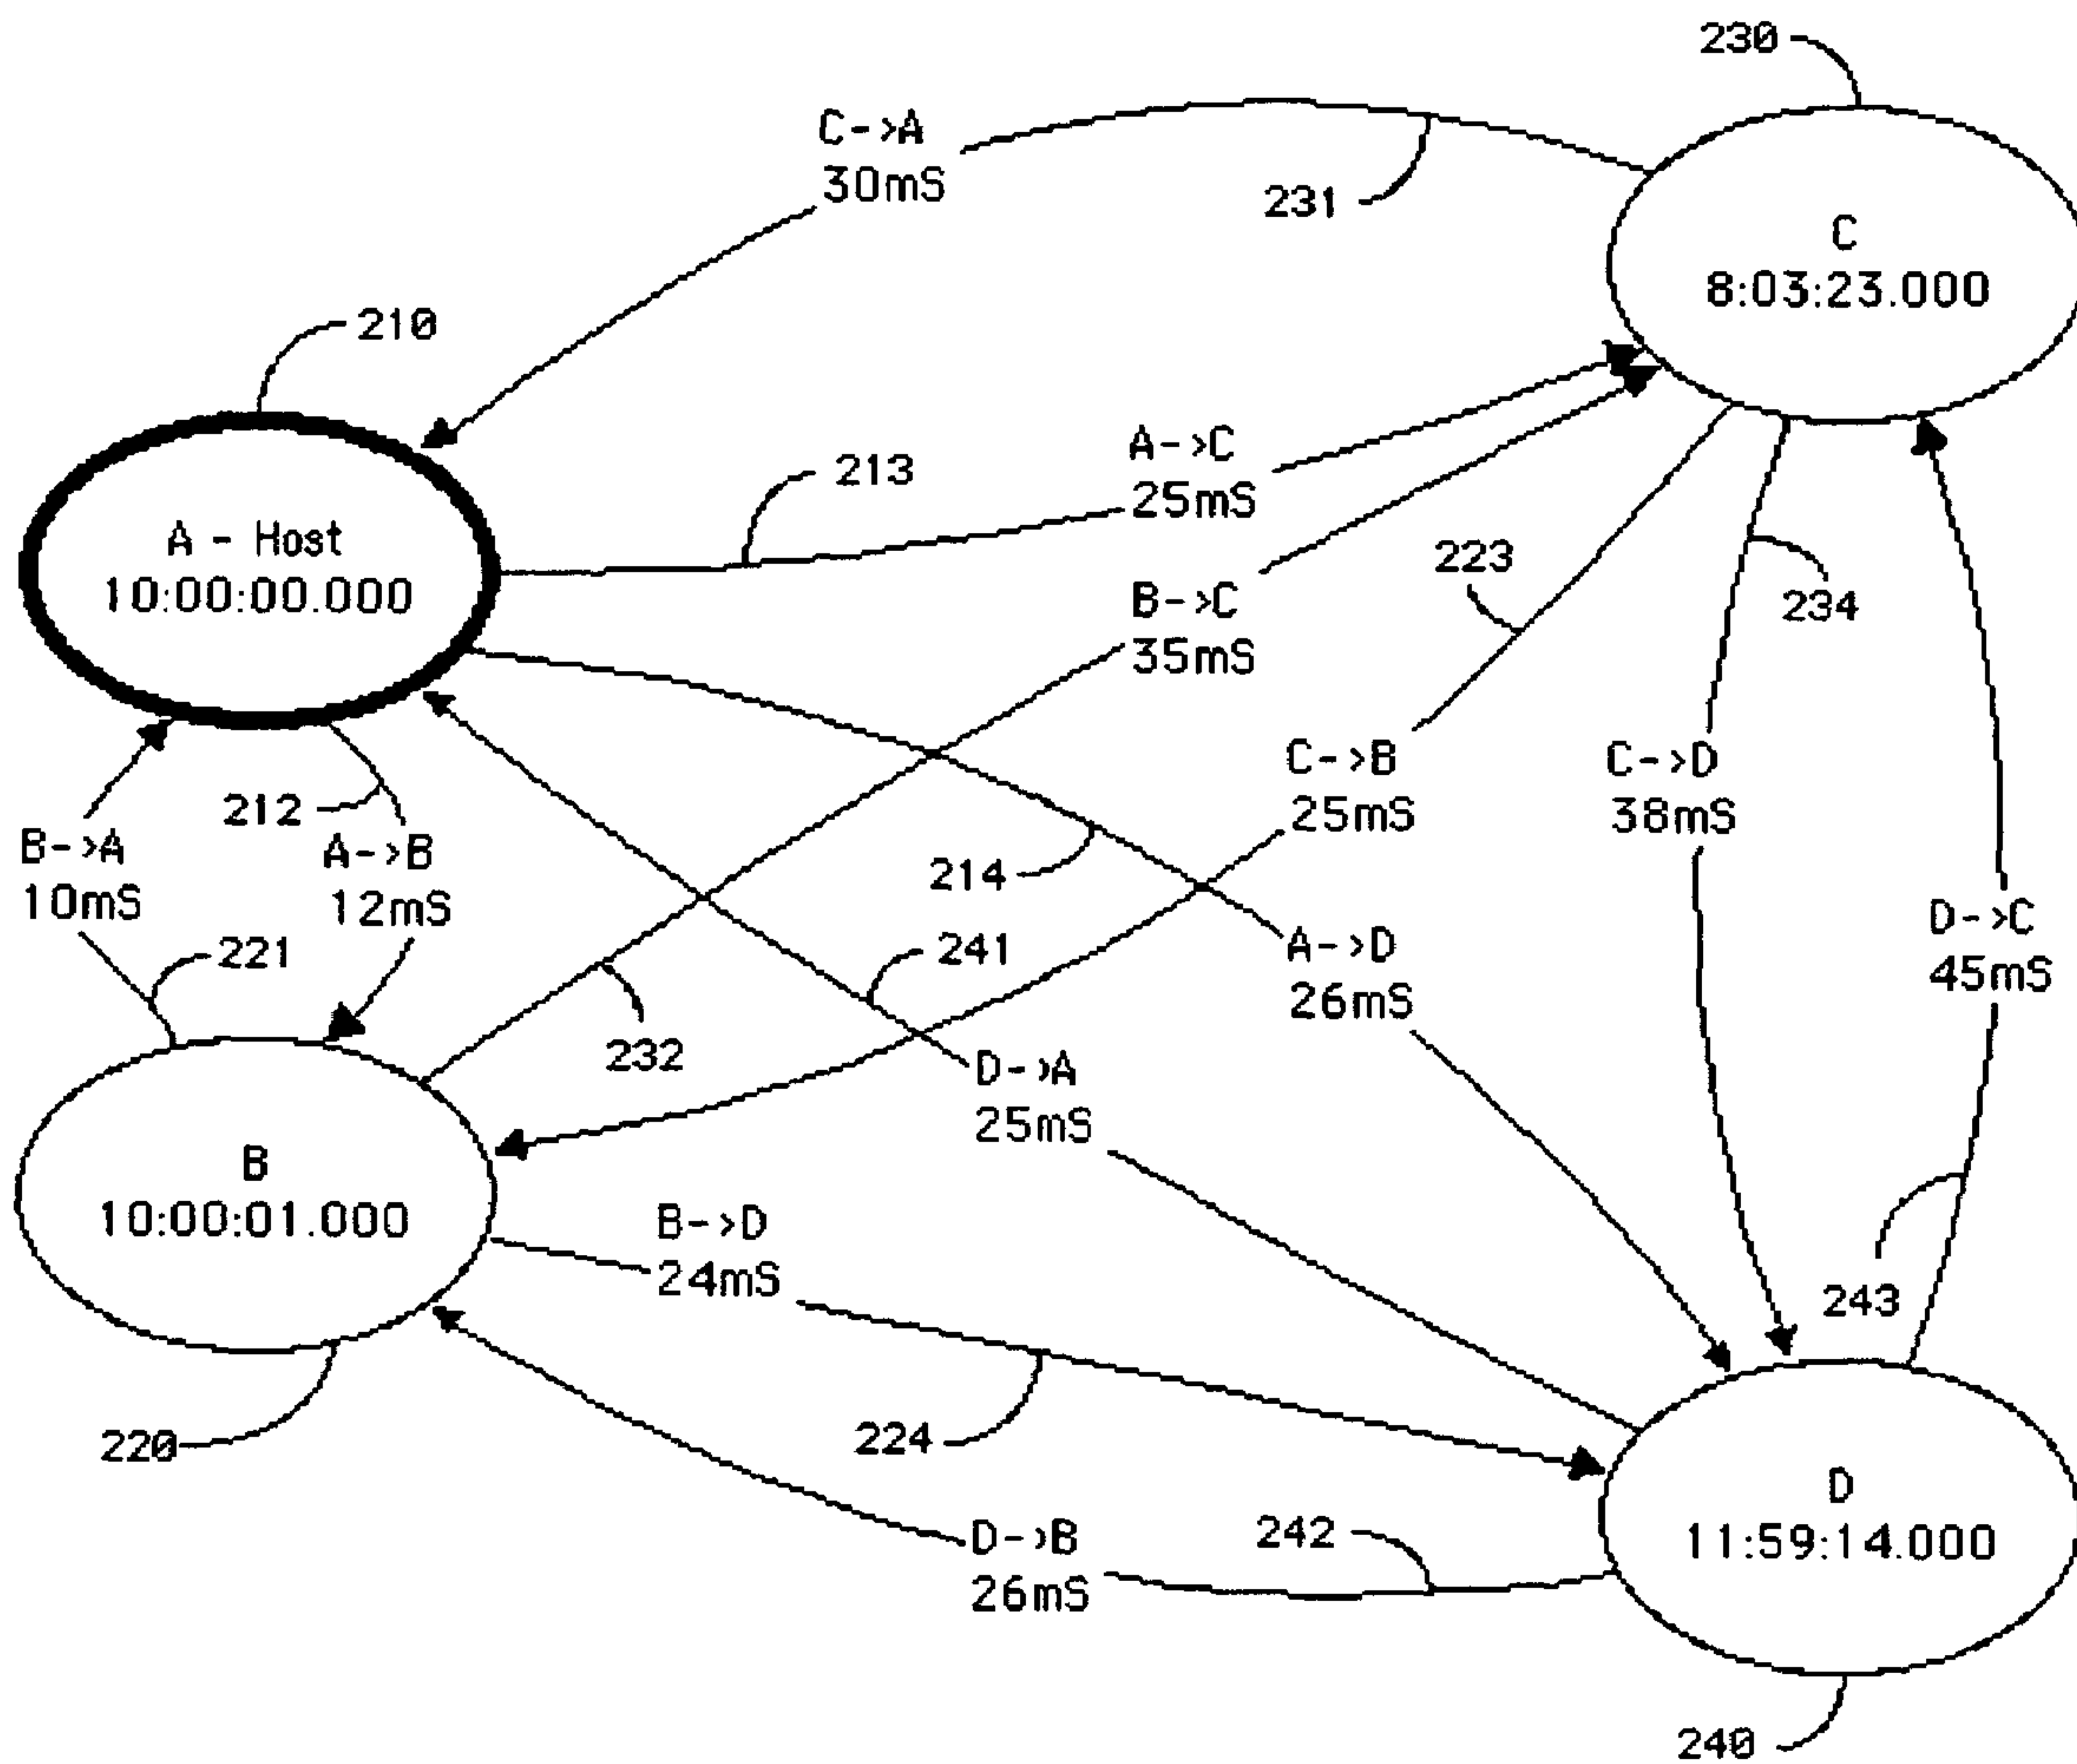 230
C->A
30mS
231
C
8:03:23.000
210
A->C
25mS
213
A - Host
10:00:00.000
B->C
35mS
223
234
C->B
25mS
C->D
38mS
212
B->A
10mS
A->B
12mS
214
221
241
A->D
26mS
D->C
45mS
232
D->A
25mS
B
10:00:01.000
B->D
24mS
243
220
224
D
11:59:14.000
D->B
26mS
242
240